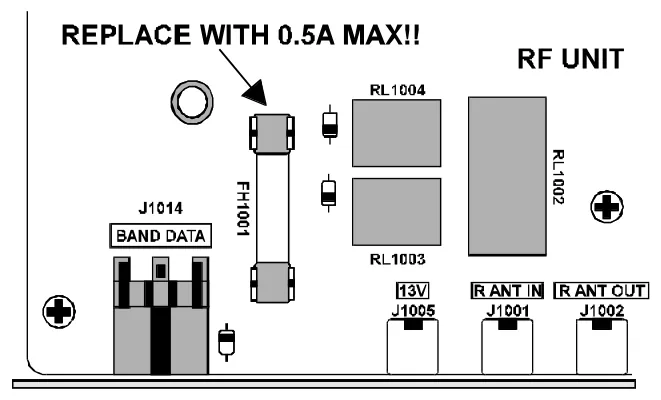 REPLACE WITH 0.5A MAX!!
RF UNIT
RL1004
RL1002
FH1001
J1014
BAND DATA
RL1003
13V
R ANT IN
R ANT OUT
J1005
J1001
J1002